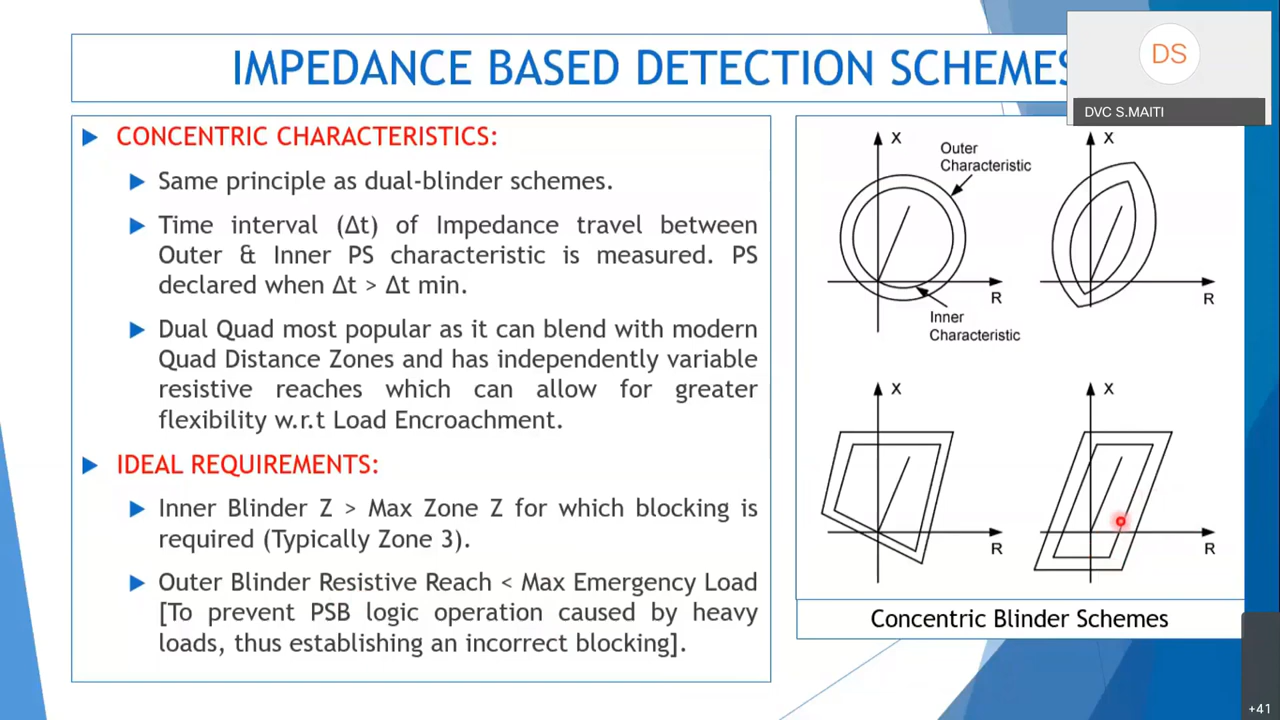 IMPEDANCE BASED DETECTION SCHEMES
DS
DVC S.MAITI
CONCENTRIC CHARACTERISTICS:
Same principle as dual-blinder schemes.
Time interval (Δt) of Impedance travel between
Outer & Inner PS characteristic is measured. PS
declared when Δt > Δt min.
Dual Quad most popular as it can blend with modern
Quad Distance Zones and has independently variable
resistive reaches which can allow for greater
flexibility w.r.t Load Encroachment.
IDEAL REQUIREMENTS:
Inner Blinder Z > Max Zone Z for which blocking is
required (Typically Zone 3).
Outer Blinder Resistive Reach < Max Emergency Load
[To prevent PSB logic operation caused by heavy
loads, thus establishing an incorrect blocking].
X
Outer
Characteristic
R
Inner
Characteristic
X
R
X
R
X
R
Concentric Blinder Schemes
+41